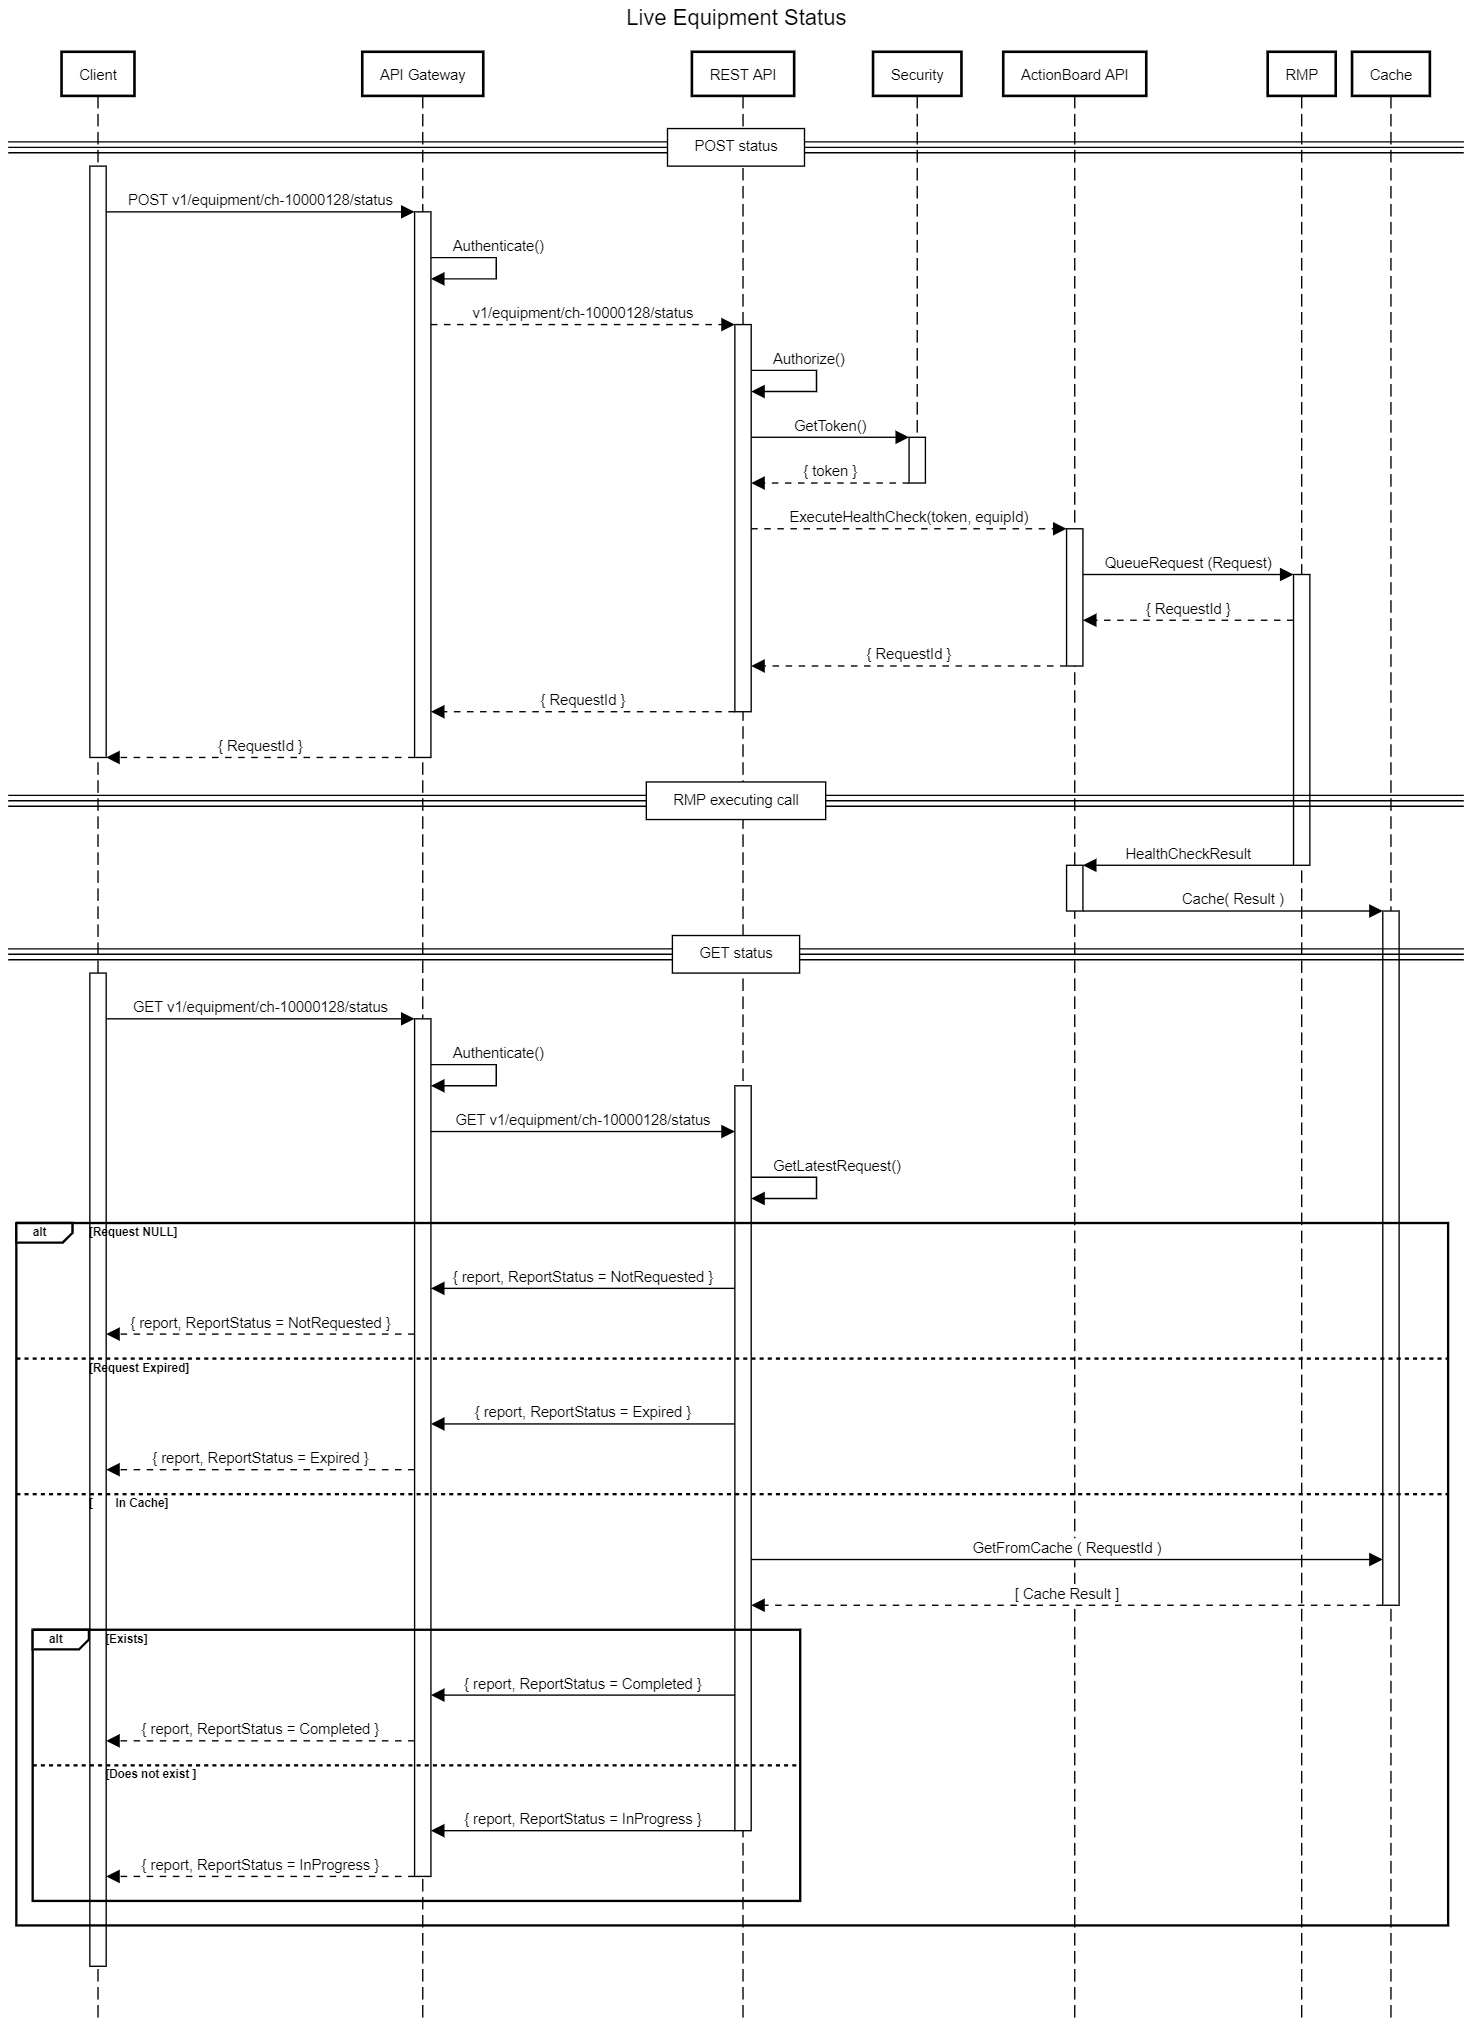 Live Equipment Status
Client
API Gateway
REST API
Security
ActionBoard API
RMP
Cache
POST status
POST v1/equipment/ch-10000128/status
Authenticate()
v1/equipment/ch-10000128/status
Authorize()
GetToken()
{ token }
ExecuteHealthCheck(token, equipId)
QueueRequest (Request)
{ RequestId }
{ RequestId }
{ RequestId }
{ RequestId }
RMP executing call
HealthCheckResult
Cache( Result )
GET status
GET v1/equipment/ch-10000128/status
Authenticate()
GET v1/equipment/ch-10000128/status
GetLatestRequest()
alt [Request NULL]
{ report, ReportStatus = NotRequested }
{ report, ReportStatus = NotRequested }
[Request Expired]
{ report, ReportStatus = Expired }
{ report, ReportStatus = Expired }
[ In Cache]
GetFromCache ( RequestId )
[ Cache Result ]
alt [Exists]
{ report, ReportStatus = Completed }
{ report, ReportStatus = Completed }
[Does not exist ]
{ report, ReportStatus = InProgress }
{ report, ReportStatus = InProgress }